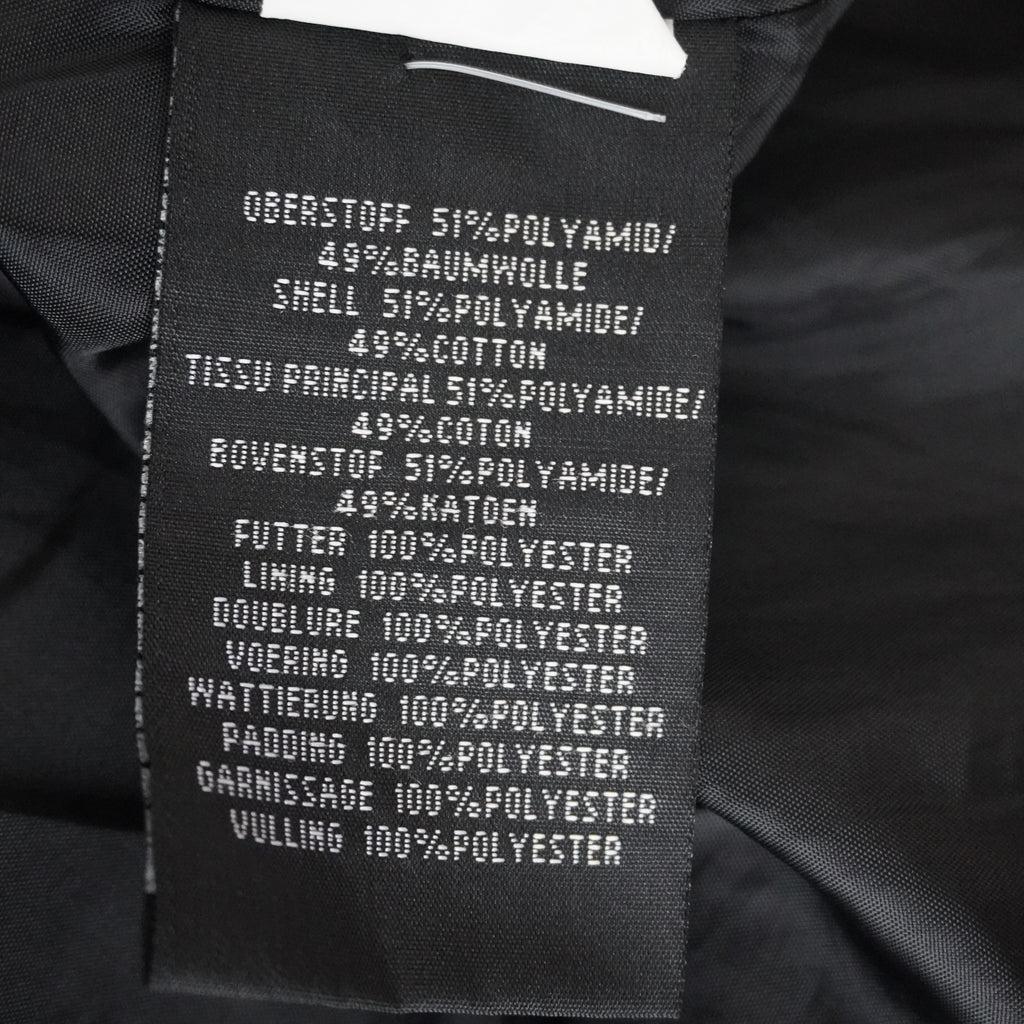 OBERSTOFF 51%POLYAMID/
49%BAUMWOLLE
SHELL 51%POLYAMIDE/
49%COTTON
TISSU PRINCIPAL 51%POLYAMIDE/
49%COTON
BOVENSTOF 51%POLYAMIDE/
49%KATOEN
FUTTER 100%POLYESTER
LINING 100%POLYESTER
DOUBLURE 100%POLYESTER
VOERING 100%POLYESTER
WATTIERUNG 100%POLYESTER
PADDING 100%POLYESTER
GARNISSAGE 100%POLYESTER
VULLING 100%POLYESTER